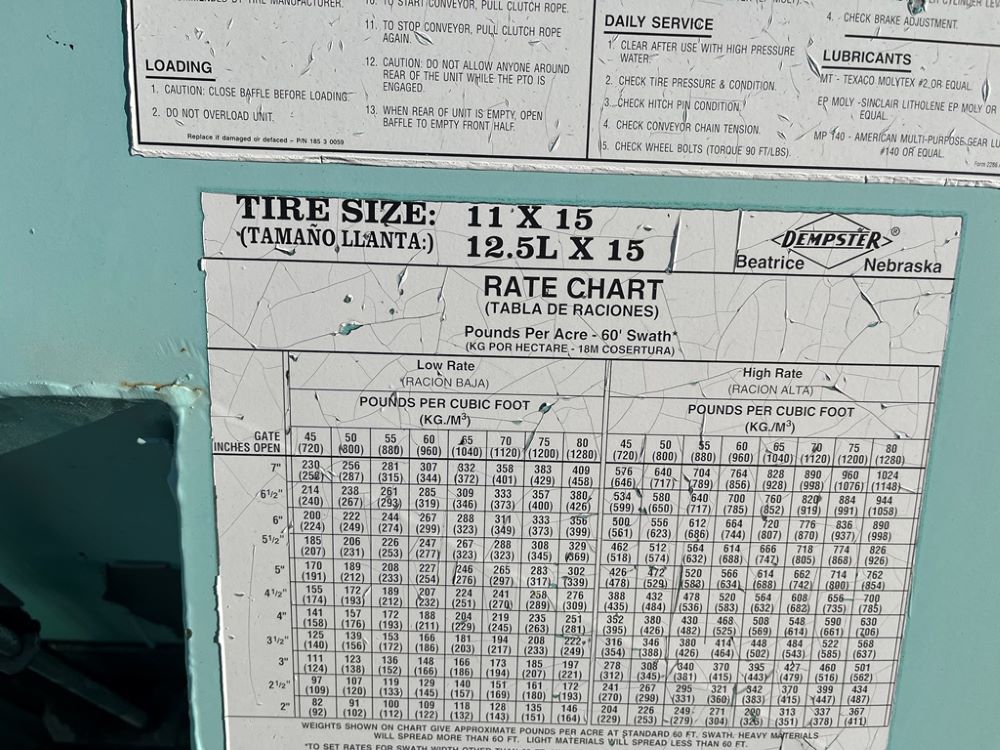 10. TO START CONVEYOR, PULL CLUTCH ROPE.
11. TO STOP CONVEYOR, PULL CLUTCH ROPE
AGAIN.
12. CAUTION: DO NOT ALLOW ANYONE AROUND
REAR OF THE UNIT WHILE THE PTO IS
ENGAGED.
13. WHEN REAR OF UNIT IS EMPTY, OPEN
BAFFLE TO EMPTY FRONT HALF.
LOADING
1. CAUTION: CLOSE BAFFLE BEFORE LOADING.
2. DO NOT OVERLOAD UNIT.
Replace if damaged or defaced – P/N 185 3 0059
DAILY SERVICE
1. CLEAR AFTER USE WITH HIGH PRESSURE
WATER.
2. CHECK TIRE PRESSURE & CONDITION.
3. CHECK HITCH PIN CONDITION.
4. CHECK CONVEYOR CHAIN TENSION.
5. CHECK WHEEL BOLTS (TORQUE 90 FT/LBS).
4. CHECK BRAKE ADJUSTMENT.
LUBRICANTS
MT - TEXACO MOLYTEX #2 OR EQUAL.
EP MOLY -SINCLAIR LITHOLENE EP MOLY OR
EQUAL.
MP 140 - AMERICAN MULTI-PURPOSE GEAR
#140 OR EQUAL.
TIRE SIZE: 11 X 15
(TAMAÑO LLANTA:) 12.5L X 15
DEMPSTER®
Beatrice Nebraska
RATE CHART
(TABLA DE RACIONES)
Pounds Per Acre - 60' Swath*
(KG POR HECTARE - 18M COSERTURA)
Low Rate High Rate
(RACION BAJA) (RACION ALTA)
POUNDS PER CUBIC FOOT POUNDS PER CUBIC FOOT
(KG./M³) (KG./M³)
GATE 45 50 55 60 65 70 75 80 45 50 55 60 65 70 75 80
INCHES OPEN (720) (800) (880) (960) (1040) (1120) (1200) (1280) (720) (800) (880) (960) (1040) (1120) (1200) (1280)
7" 230 256 281 307 332 358 383 409 576 640 704 764 828 890 960 1024
(258) (287) (315) (344) (372) (401) (429) (458) (646) (717) (789) (856) (928) (998) (1076) (1148)
6 1/2" 214 238 261 285 309 333 357 380 534 580 640 700 760 820 884 944
(240) (267) (293) (319) (346) (373) (400) (426) (599) (650) (717) (785) (852) (919) (991) (1058)
6" 200 222 244 267 288 311 333 356 500 556 612 664 720 776 836 890
(224) (249) (274) (299) (323) (349) (373) (399) (561) (623) (686) (744) (807) (870) (937) (998)
5 1/2" 185 206 226 247 267 288 308 329 462 512 564 614 666 718 774 826
(207) (231) (253) (277) (323) (323) (345) (369) (518) (574) (632) (688) (747) (805) (868) (926)
5" 170 189 208 227 246 265 283 302 426 472 520 566 614 662 714 762
(191) (212) (233) (254) (276) (297) (317) (339) (478) (529) (583) (634) (688) (742) (800) (854)
4 1/2" 155 172 189 207 224 241 258 276 388 432 478 520 564 608 656 700
(174) (193) (212) (232) (251) (270) (289) (309) (435) (484) (536) (583) (632) (682) (735) (785)
4" 141 157 172 188 204 219 235 251 352 380 430 468 508 548 590 630
(158) (176) (193) (211) (229) (245) (263) (281) (395) (426) (482) (525) (569) (614) (661) (706)
3 1/2" 125 139 153 166 181 194 208 222 316 346 380 414 448 484 522 568
(140) (156) (172) (186) (203) (217) (233) (249) (354) (388) (426) (464) (502) (543) (585) (637)
3" 111 123 136 148 166 173 185 197 278 308 340 370 395 427 460 501
(124) (138) (152) (166) (186) (194) (207) (221) (312) (345) (381) (415) (443) (479) (516) (562)
2 1/2" 97 107 119 129 140 151 161 172 241 267 295 321 342 370 399 434
(109) (120) (133) (145) (157) (169) (180) (193) (270) (299) (331) (360) (383) (415) (447) (487)
2" 82 91 100 109 118 128 135 146 204 226 249 271 313 337 367
(92) (102) (112) (122) (132) (143) (151) (164) (229) (253) (279) (304) (351) (378) (411)
WEIGHTS SHOWN ON CHART GIVE APPROXIMATE POUNDS PER ACRE AT STANDARD 60 FT. SWATH. HEAVY MATERIALS
WILL SPREAD MORE THAN 60 FT. LIGHT MATERIALS WILL SPREAD LESS THAN 60 FT.